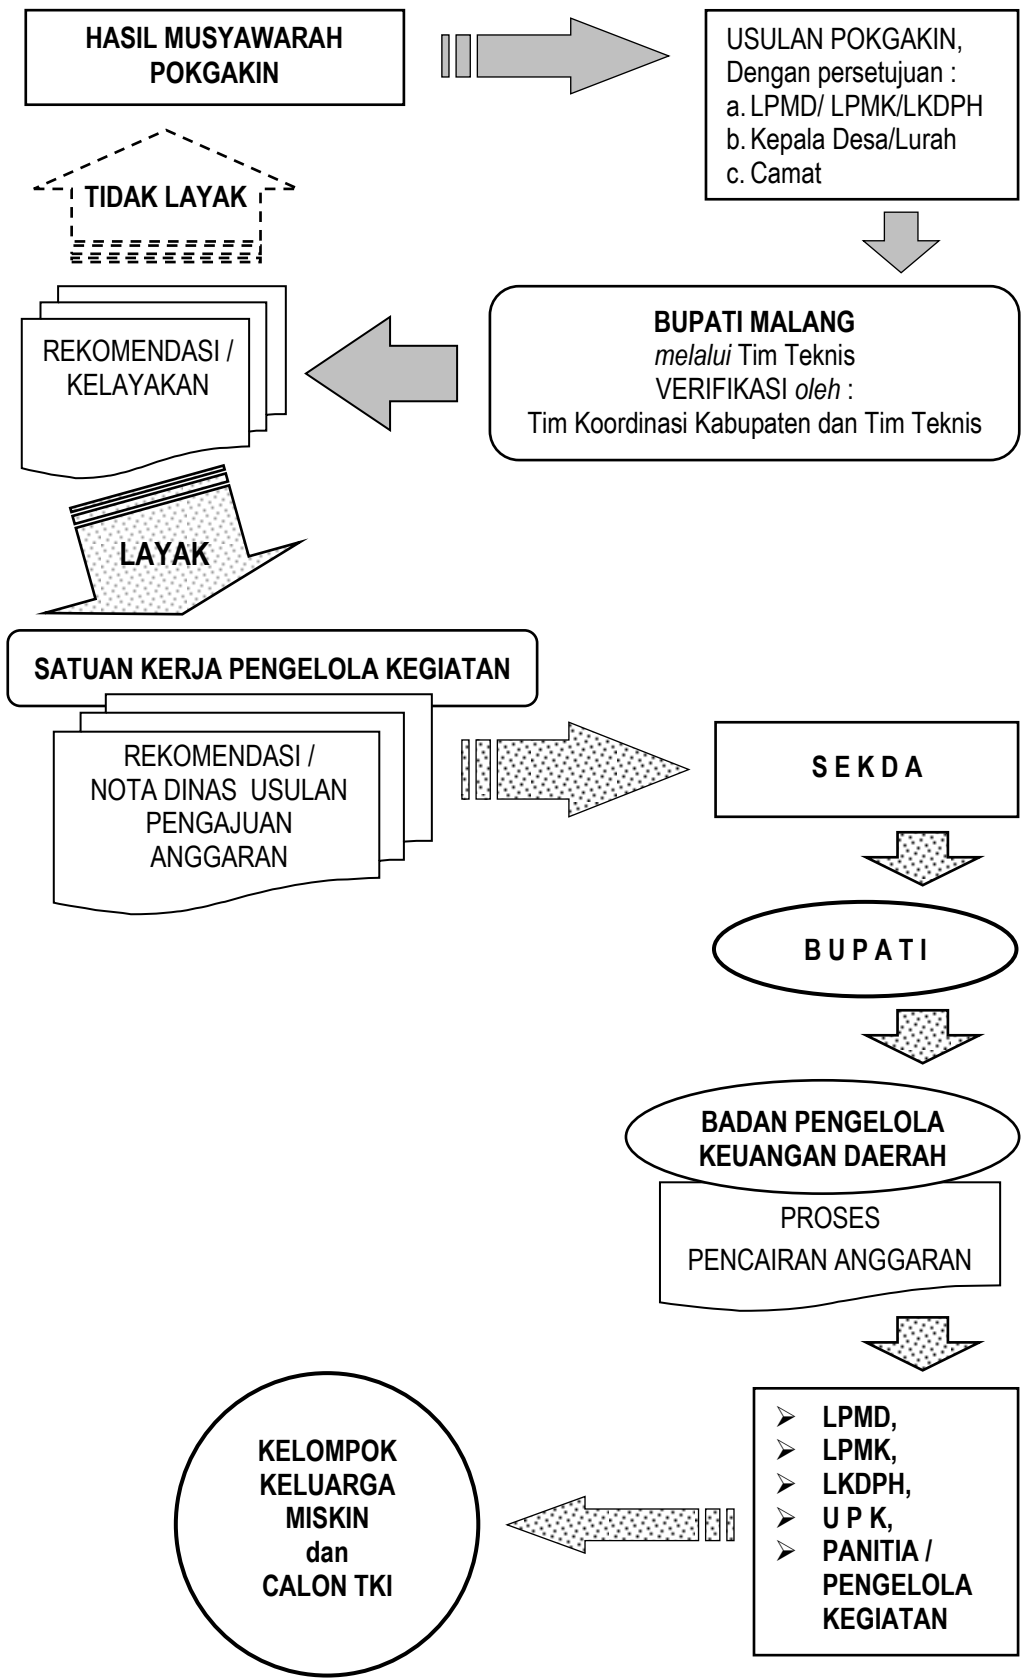 HASIL MUSYAWARAH
POKGAKIN
USULAN POKGAKIN,
Dengan persetujuan :
a. LPMD/ LPMK/LKDPH
b. Kepala Desa/Lurah
c. Camat
TIDAK LAYAK
BUPATI MALANG
melalui Tim Teknis
VERIFIKASI oleh :
Tim Koordinasi Kabupaten dan Tim Teknis
REKOMENDASI /
KELAYAKAN
LAYAK
SATUAN KERJA PENGELOLA KEGIATAN
REKOMENDASI /
NOTA DINAS USULAN
PENGAJUAN
ANGGARAN
S E K D A
B U P A T I
BADAN PENGELOLA
KEUANGAN DAERAH
PROSES
PENCAIRAN ANGGARAN
➢ LPMD,
➢ LPMK,
➢ LKDPH,
➢ U P K,
➢ PANITIA /
PENGELOLA
KEGIATAN
KELOMPOK
KELUARGA
MISKIN
dan
CALON TKI